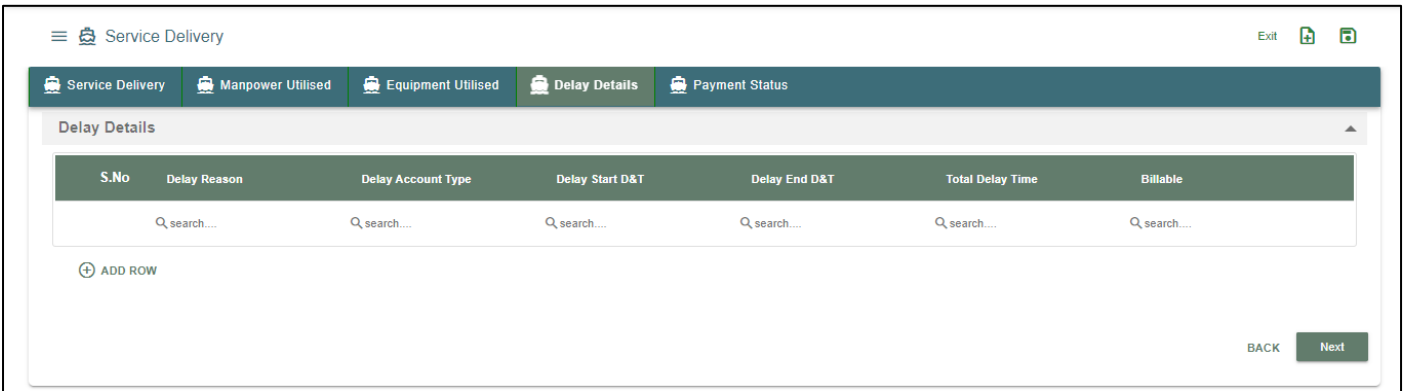 Service Delivery Exit
Service Delivery Manpower Utilised Equipment Utilised Delay Details Payment Status
Delay Details
S.No Delay Reason Delay Account Type Delay Start D&T Delay End D&T Total Delay Time Billable
search.... search.... search.... search.... search.... search....
ADD ROW
BACK Next